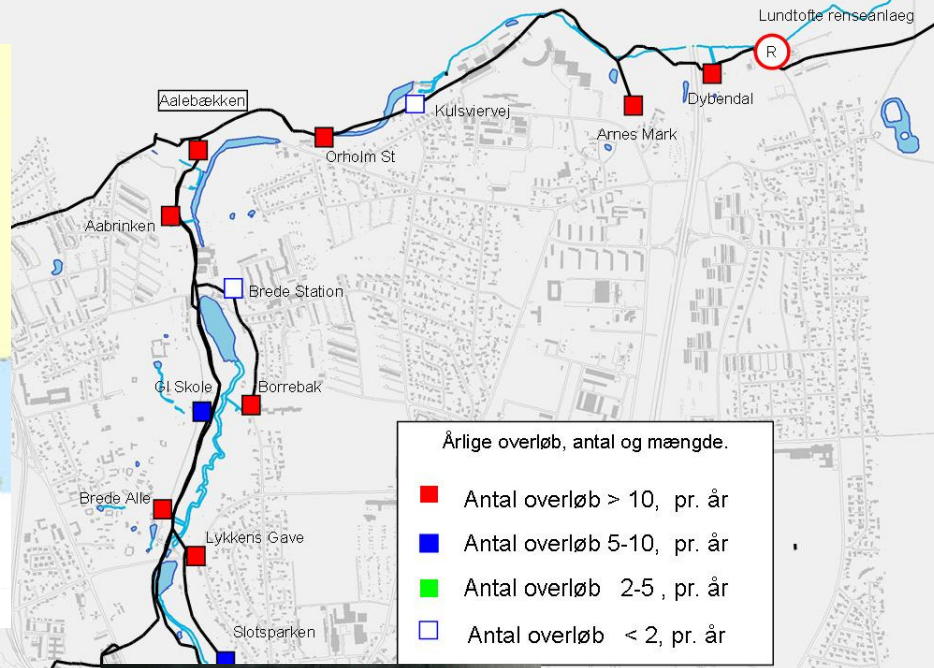 Lundtofte renseanlaeg
R
Dybendal
Aalebækken
Kulsviervej
Arnes Mark
Orholm St
Aabrinken
Brede Station
Gl Skole
Borrebak
Brede Alle
Lykkens Gave
Slotsparken
Årlige overløb, antal og mængde.
Antal overløb > 10, pr. år
Antal overløb 5-10, pr. år
Antal overløb 2-5 , pr. år
Antal overløb < 2, pr. år